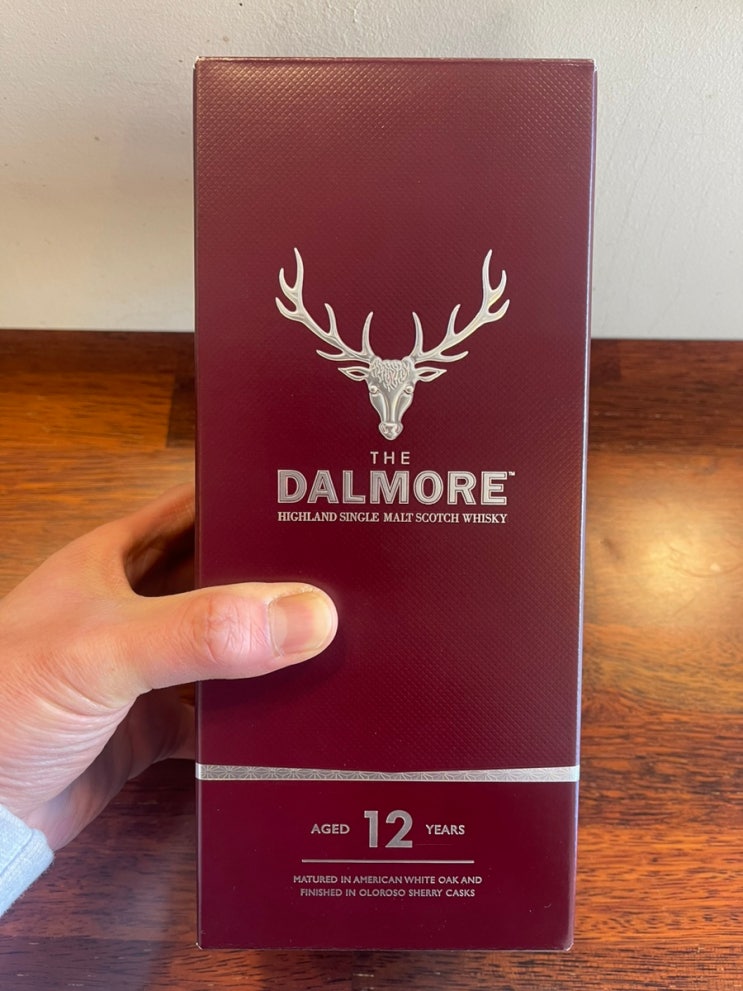 THE
DALMORE™
HIGHLAND SINGLE MALT SCOTCH WHISKY
AGED 12 YEARS
MATURED IN AMERICAN WHITE OAK AND
FINISHED IN OLOROSO SHERRY CASKS